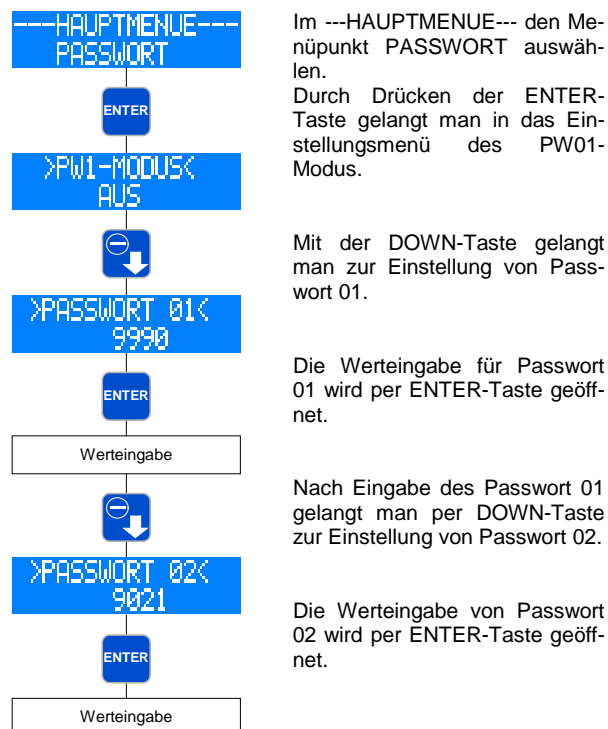 ---HAUPTMENUE---
PASSWORT
ENTER
>PW1-MODUS<
AUS
>PASSWORT 01<
9990
ENTER
Werteingabe
>PASSWORT 02<
9021
ENTER
Werteingabe
Im ---HAUPTMENUE--- den Me-
nüpunkt PASSWORT auswäh-
len.
Durch Drücken der ENTER-
Taste gelangt man in das Ein-
stellungsmenü des PW01-
Modus.
Mit der DOWN-Taste gelangt
man zur Einstellung von Pass-
wort 01.
Die Werteingabe für Passwort
01 wird per ENTER-Taste geöff-
net.
Nach Eingabe des Passwort 01
gelangt man per DOWN-Taste
zur Einstellung von Passwort 02.
Die Werteingabe von Passwort
02 wird per ENTER-Taste geöff-
net.